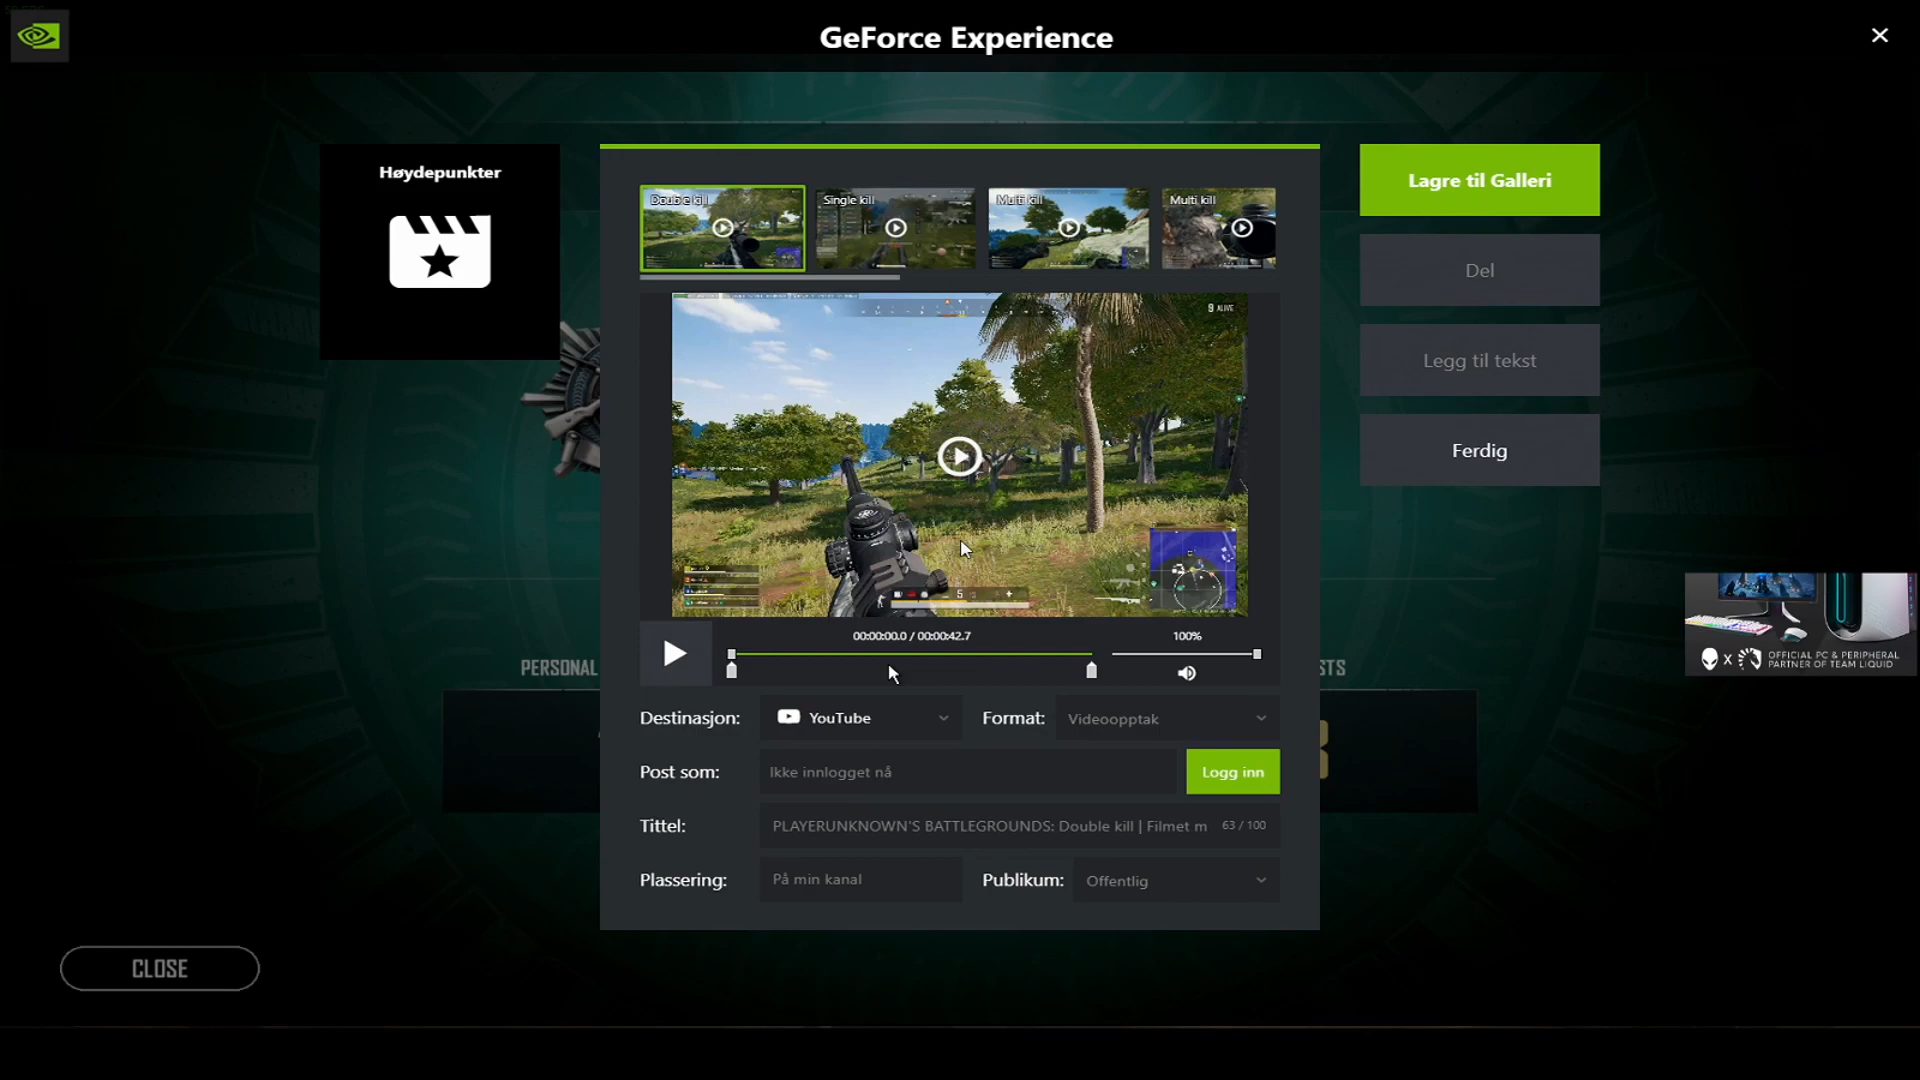 GeForce Experience
Høydepunkter
Double kill
Single kill
Multi kill
Multi kill
Lagre til Galleri
Del
Legg til tekst
Ferdig
9 ALIVE
5
00:00:00.0 / 00:00:42.7
100%
PERSONAL
STS
Destinasjon:
YouTube
Format:
Videoopptak
Post som:
Ikke innlogget nå
Logg inn
Tittel:
PLAYERUNKNOWN'S BATTLEGROUNDS: Double kill | Filmet m
63 / 100
Plassering:
På min kanal
Publikum:
Offentlig
X
OFFICIAL PC & PERIPHERAL
PARTNER OF TEAM LIQUID
CLOSE